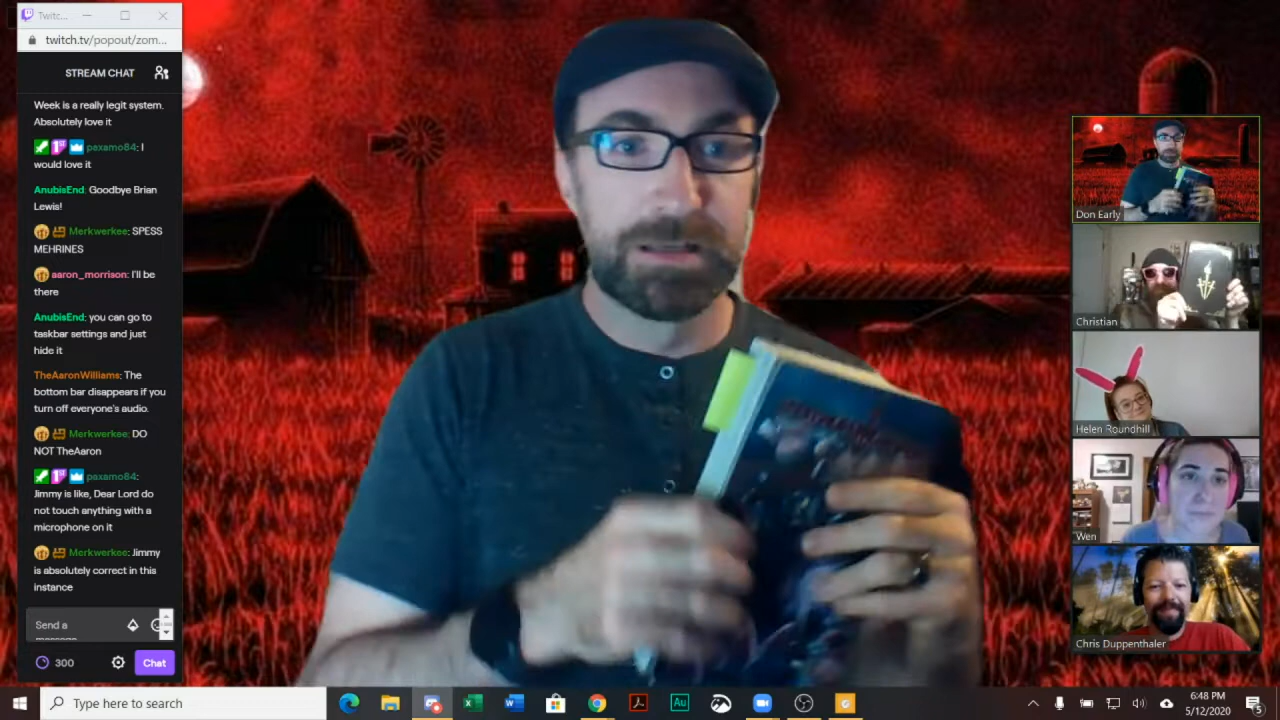 Twitc...
twitch.tv/popout/zom...
STREAM CHAT
Week is a really legit system.
Absolutely love it
paxamo84: I
would love it
AnubisEnd: Goodbye Brian
Lewis!
Merkwerkee: SPESS
MEHRINES
aaron_morrison: I'll be
there
AnubisEnd: you can go to
taskbar settings and just
hide it
TheAaronWilliams: The
bottom bar disappears if you
turn off everyone's audio.
Merkwerkee: DO
NOT TheAaron
paxamo84:
Jimmy is like, Dear Lord do
not touch anything with a
microphone on it
Merkwerkee: Jimmy
is absolutely correct in this
instance
Send a
message
300
Chat
Don Early
Christian
Helen Roundhill
Wen
Chris Duppenthaler
Type here to search
6:48 PM
5/12/2020
5